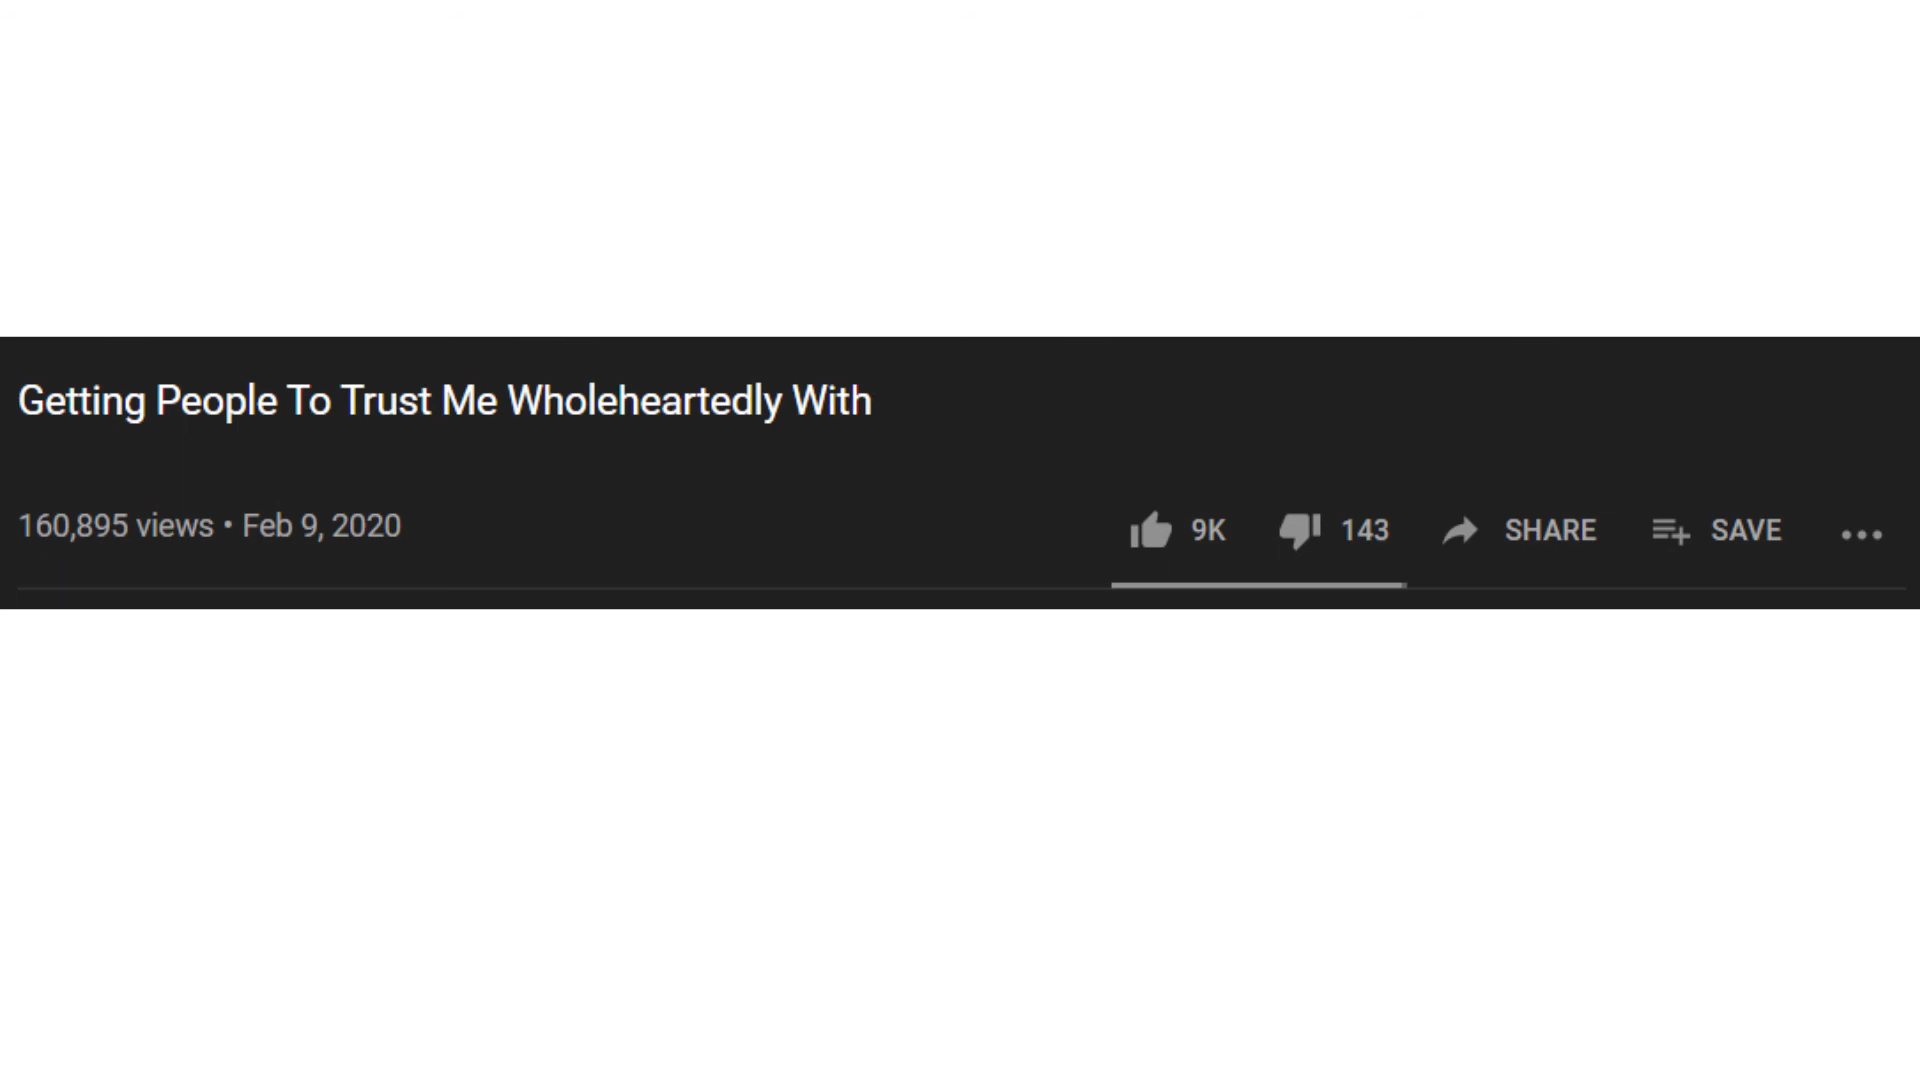 Getting People To Trust Me Wholeheartedly With
160,895 views • Feb 9, 2020
9K 143 SHARE SAVE